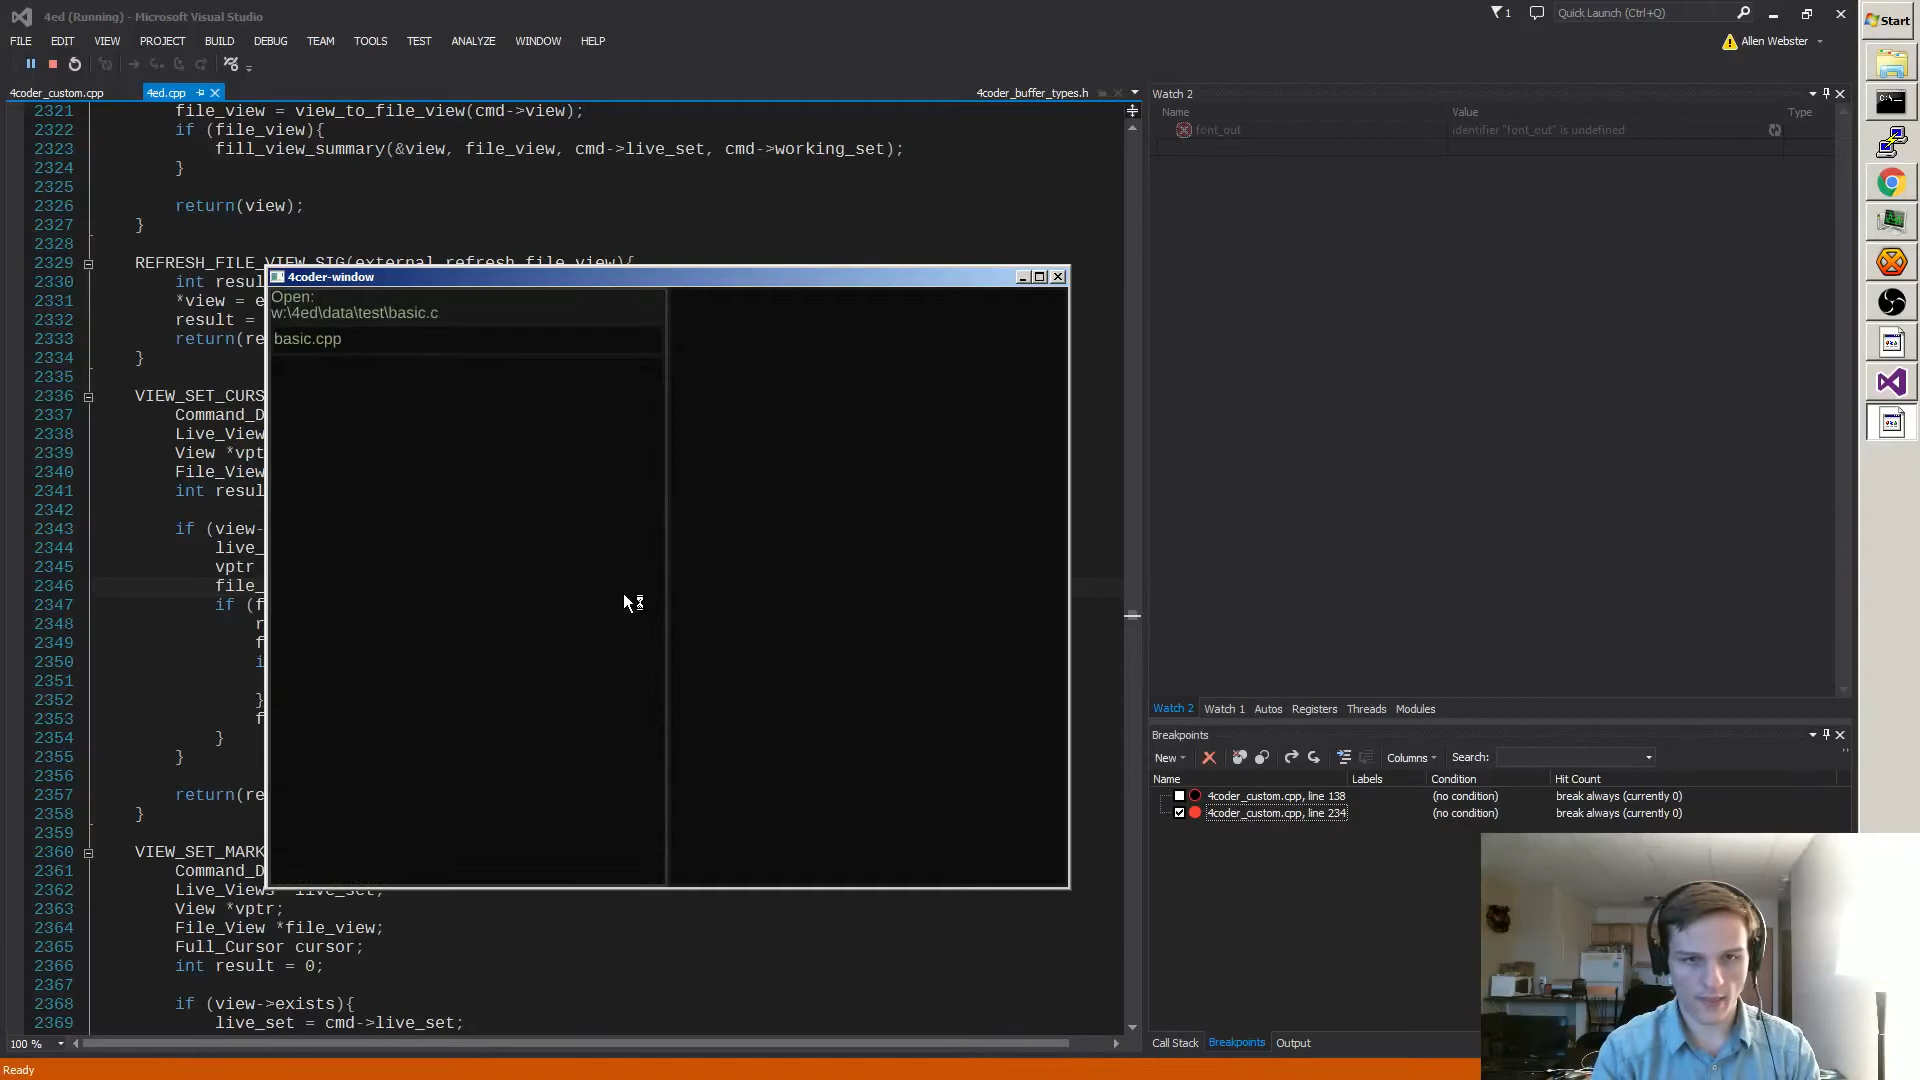 4ed (Running) - Microsoft Visual Studio
1
Quick Launch (Ctrl+Q)
Start
FILE EDIT VIEW PROJECT BUILD DEBUG TEAM TOOLS TEST ANALYZE WINDOW HELP
Allen Webster
4coder_custom.cpp
4ed.cpp
4coder_buffer_types.h
Watch 2
Name Value Type
font_out identifier "font_out" is undefined
2321 file_view = view_to_file_view(cmd->view);
2322 if (file_view){
2323 fill_view_summary(&view, file_view, cmd->live_set, cmd->working_set);
2324 }
2325
2326 return(view);
2327 }
2328
2329 REFRESH_FILE_VIEW_SIG(external_refresh_file_view){
2330 int resul
2331 *view = e
2332 result =
2333 return(re
2334 }
2335
2336 VIEW_SET_CURS
2337 Command_D
2338 Live_View
2339 View *vpt
2340 File_View
2341 int resul
2342
2343 if (view-
2344 live_
2345 vptr
2346 file_
2347 if (f
2348 r
2349 f
2350 i
2351
2352 }
2353 f
2354 }
2355 }
2356
2357 return(re
2358 }
2359
2360 VIEW_SET_MARK
2361 Command_D
2362 Live_Views *live_set;
2363 View *vptr;
2364 File_View *file_view;
2365 Full_Cursor cursor;
2366 int result = 0;
2367
2368 if (view->exists){
2369 live_set = cmd->live_set;
4coder-window
Open:
w:\4ed\data\test\basic.c
basic.cpp
Watch 2 Watch 1 Autos Registers Threads Modules
Breakpoints
New Columns Search:
Name Labels Condition Hit Count
4coder_custom.cpp, line 138 (no condition) break always (currently 0)
4coder_custom.cpp, line 234 (no condition) break always (currently 0)
Call Stack Breakpoints Output
100 %
Ready